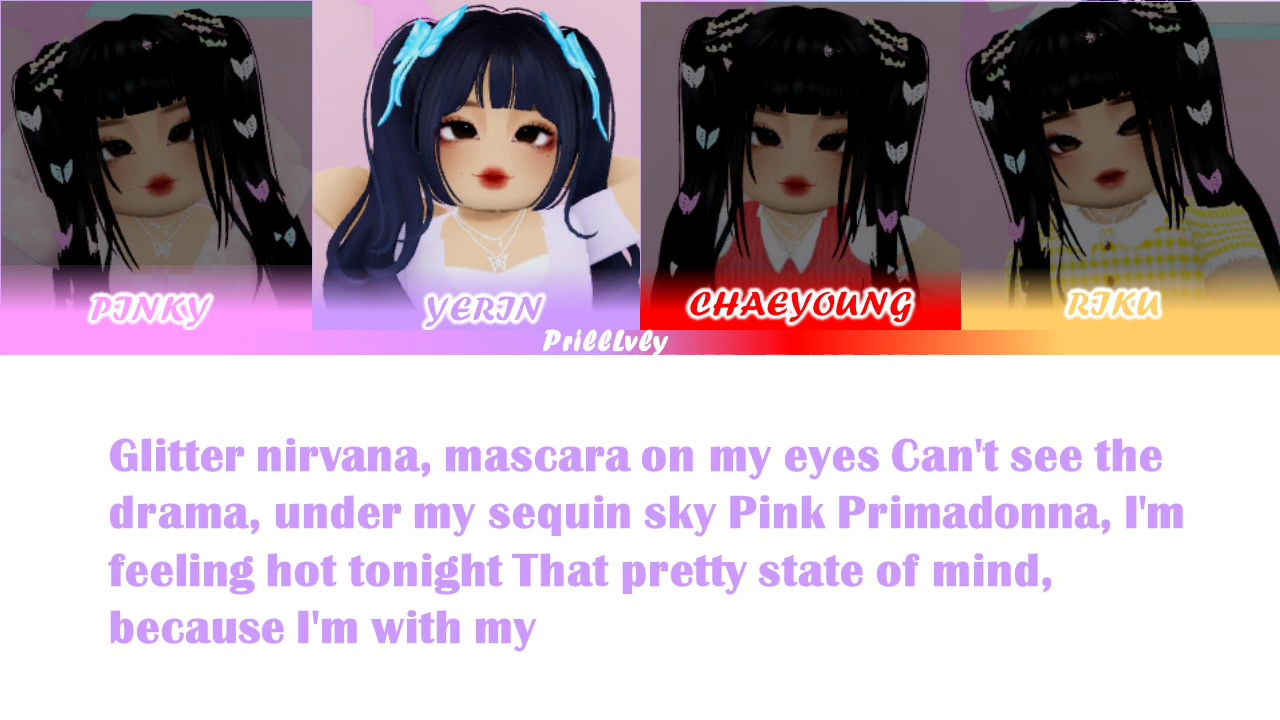 PINKY
YERIN
CHAEYOUNG
RIKU
PrillLvly
Glitter nirvana, mascara on my eyes Can't see the
drama, under my sequin sky Pink Primadonna, I'm
feeling hot tonight That pretty state of mind,
because I'm with my